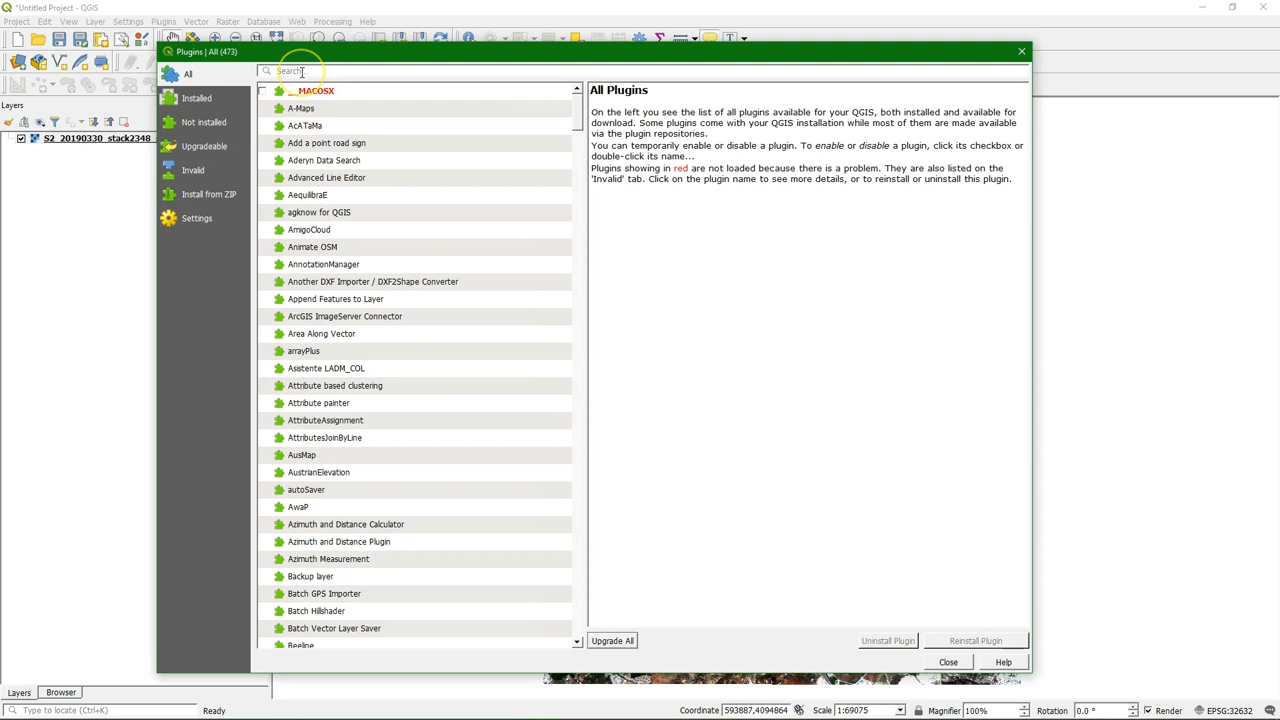 *Untitled Project - QGIS
Project Edit View Layer Settings Plugins Vector Raster Database Web Processing Help
Plugins | All (473)
All
Search...
Installed
Not installed
Upgradeable
Invalid
Install from ZIP
Settings
Layers
S2_20190330_stack2348
__MACOSX
A-Maps
AcATaMa
Add a point road sign
Aderyn Data Search
Advanced Line Editor
AequilibraE
agknow for QGIS
AmigoCloud
Animate OSM
AnnotationManager
Another DXF Importer / DXF2Shape Converter
Append Features to Layer
ArcGIS ImageServer Connector
Area Along Vector
arrayPlus
Asistente LADM_COL
Attribute based clustering
Attribute painter
AttributeAssignment
AttributesJoinByLine
AusMap
AustrianElevation
autoSaver
AwaP
Azimuth and Distance Calculator
Azimuth and Distance Plugin
Azimuth Measurement
Backup layer
Batch GPS Importer
Batch Hillshader
Batch Vector Layer Saver
Beeline
All Plugins
On the left you see the list of all plugins available for your QGIS, both installed and available for
download. Some plugins come with your QGIS installation while most of them are made available
via the plugin repositories.
You can temporarily enable or disable a plugin. To enable or disable a plugin, click its checkbox or
double-click its name...
Plugins showing in red are not loaded because there is a problem. They are also listed on the
'Invalid' tab. Click on the plugin name to see more details, or to reinstall or uninstall this plugin.
Upgrade All
Uninstall Plugin
Reinstall Plugin
Close
Help
Layers
Browser
Type to locate (Ctrl+K)
Ready
Coordinate 593887,4094864
Scale 1:69075
Magnifier 100%
Rotation 0.0 °
Render
EPSG:32632